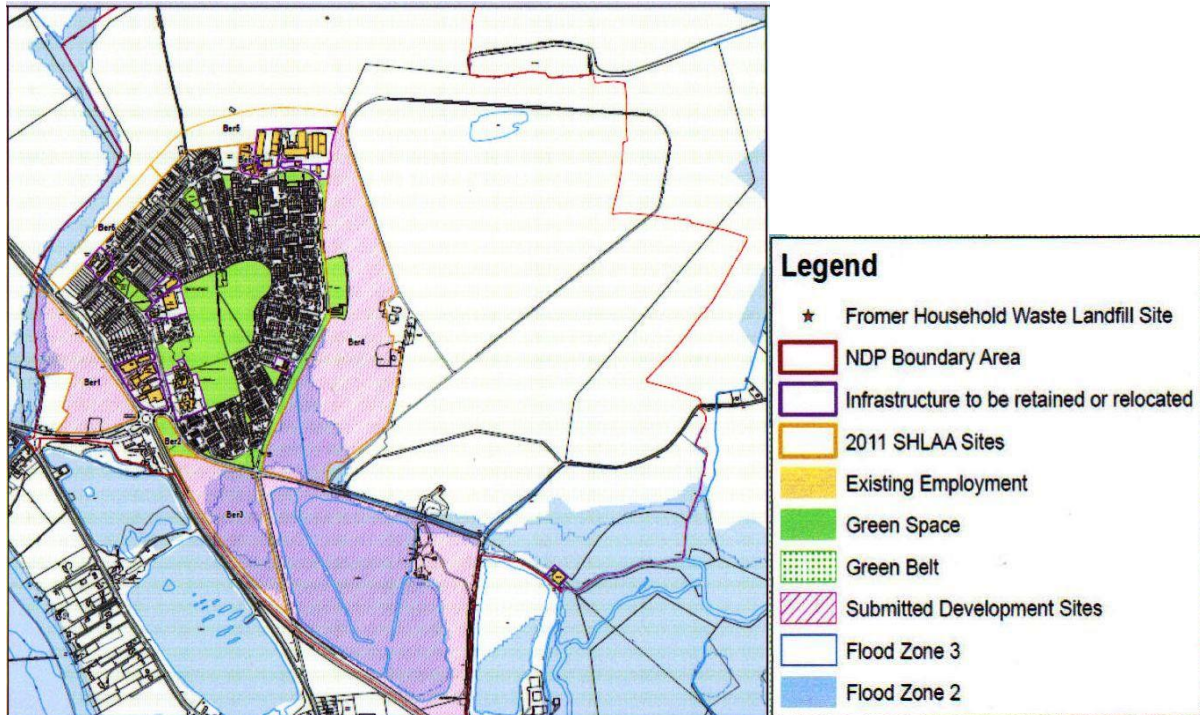 Ber5
Ber6
Ber4
Ber1
Ber2
Ber3
Legend
Fromer Household Waste Landfill Site
NDP Boundary Area
Infrastructure to be retained or relocated
2011 SHLAA Sites
Existing Employment
Green Space
Green Belt
Submitted Development Sites
Flood Zone 3
Flood Zone 2